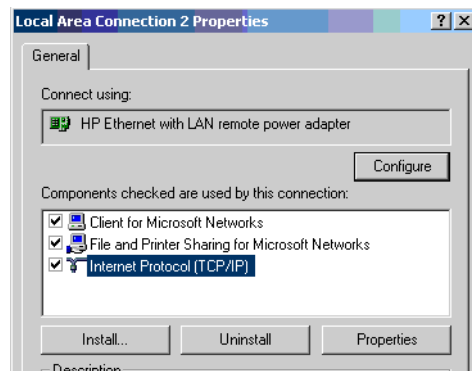 Local Area Connection 2 Properties
General
Connect using:
HP Ethernet with LAN remote power adapter
Configure
Components checked are used by this connection:
Client for Microsoft Networks
File and Printer Sharing for Microsoft Networks
Internet Protocol (TCP/IP)
Install... Uninstall Properties
Description